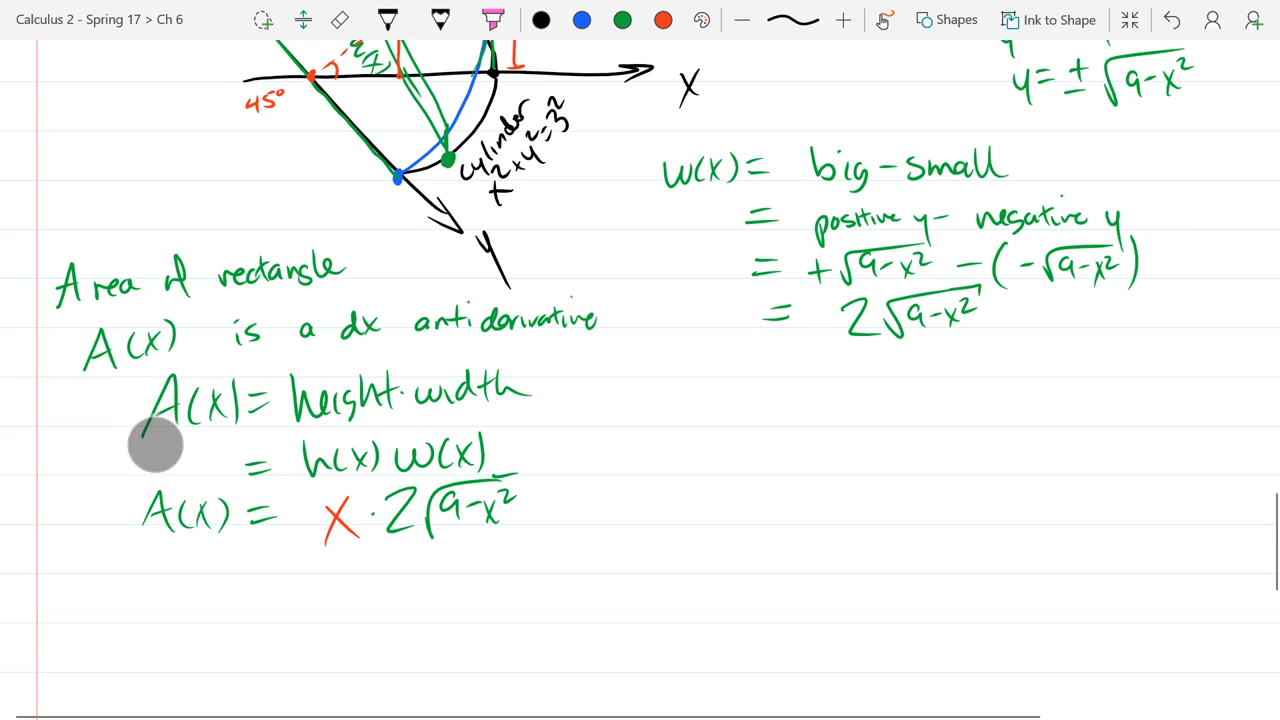 Calculus 2 - Spring 17 > Ch 6
Shapes
Ink to Shape
45°
x
cylinder
x²+y²=3²
y
y = ± √(9-x²)
w(x) = big - small
= positive y - negative y
= +√(9-x²) - (-√(9-x²))
= 2√(9-x²)
Area of rectangle
A(x) is a dx antiderivative
A(x) = height · width
= h(x) w(x)
A(x) = x · 2√(9-x²)